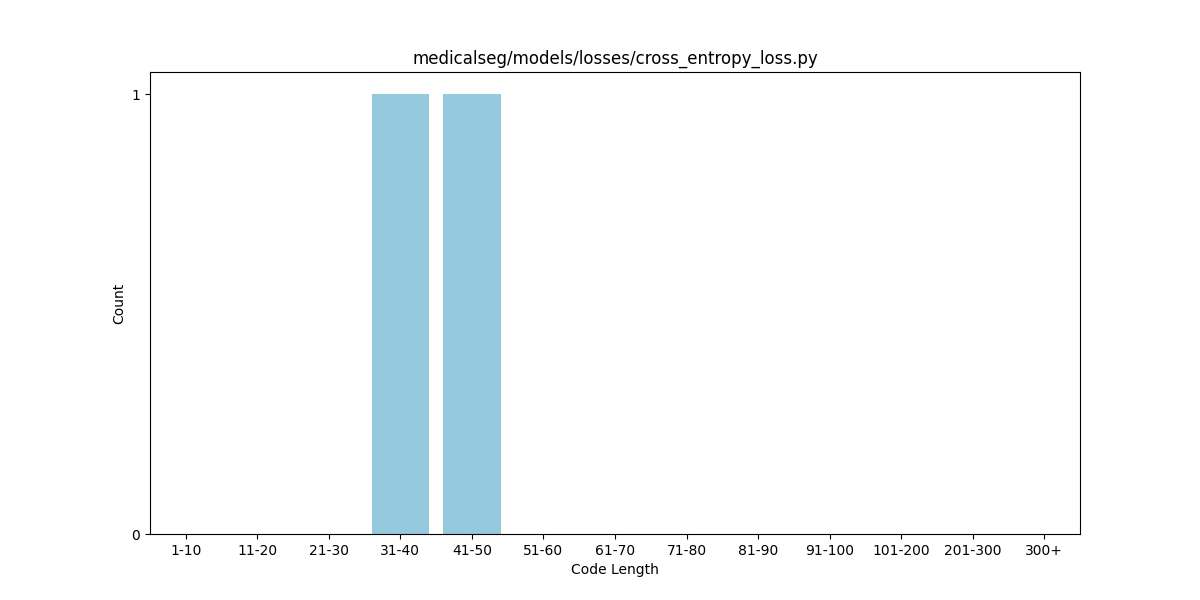 medicalseg/models/losses/cross_entropy_loss.py
1
Count
0
1-10 11-20 21-30 31-40 41-50 51-60 61-70 71-80 81-90 91-100 101-200 201-300 300+
Code Length